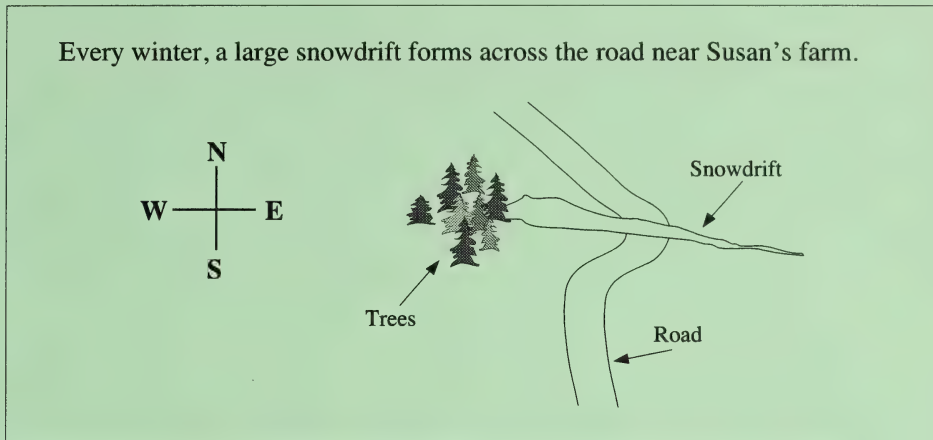 Every winter, a large snowdrift forms across the road near Susan's farm.
N
Snowdrift
W E
S
Trees
Road